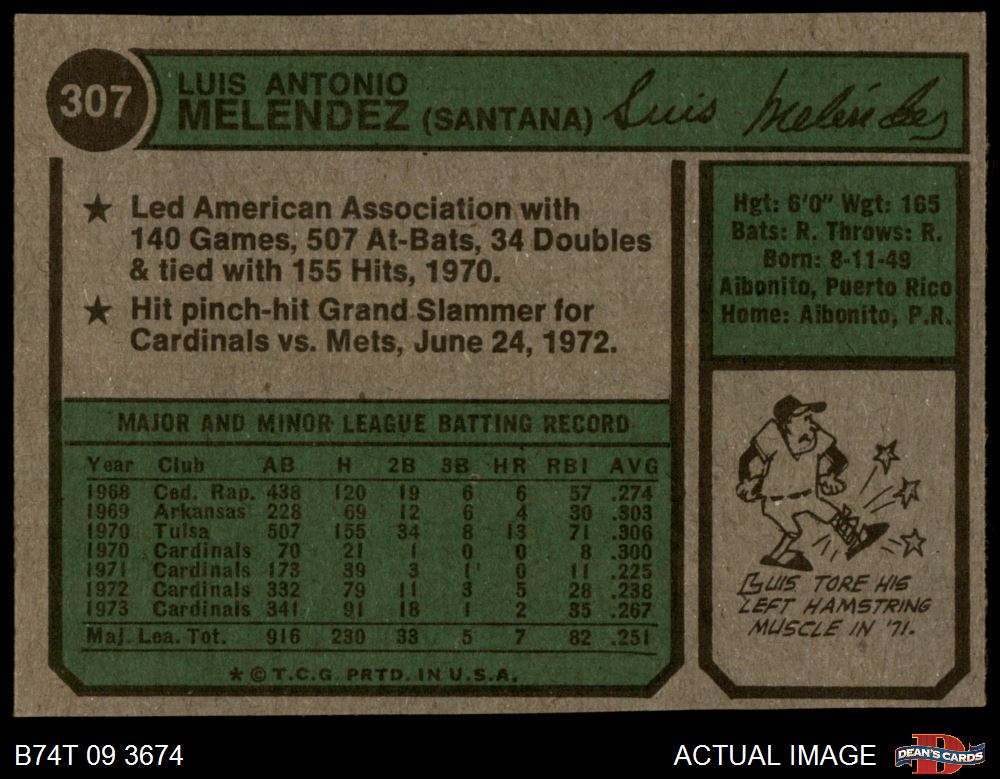 307
LUIS ANTONIO
MELENDEZ (SANTANA) Luis Meléndez
★ Led American Association with
140 Games, 507 At-Bats, 34 Doubles
& tied with 155 Hits, 1970.
★ Hit pinch-hit Grand Slammer for
Cardinals vs. Mets, June 24, 1972.
MAJOR AND MINOR LEAGUE BATTING RECORD
Year Club AB H 2B 3B HR RBI AVG
1968 Ced. Rap. 438 120 19 6 6 57 .274
1969 Arkansas 228 69 12 6 4 30 .303
1970 Tulsa 507 155 34 8 13 71 .306
1970 Cardinals 70 21 1 0 0 8 .300
1971 Cardinals 173 39 3 1 0 11 .225
1972 Cardinals 332 79 11 3 5 28 .238
1973 Cardinals 341 91 18 1 2 35 .267
Maj. Lea. Tot. 916 230 33 5 7 82 .251
* © T.C.G. PRTD. IN U.S.A.
Hgt: 6'0" Wgt: 165
Bats: R. Throws: R.
Born: 8-11-49
Aibonito, Puerto Rico
Home: Aibonito, P.R.
LUIS TORE HIS
LEFT HAMSTRING
MUSCLE IN '71.
B74T 09 3674
ACTUAL IMAGE
D
DEAN'S CARDS